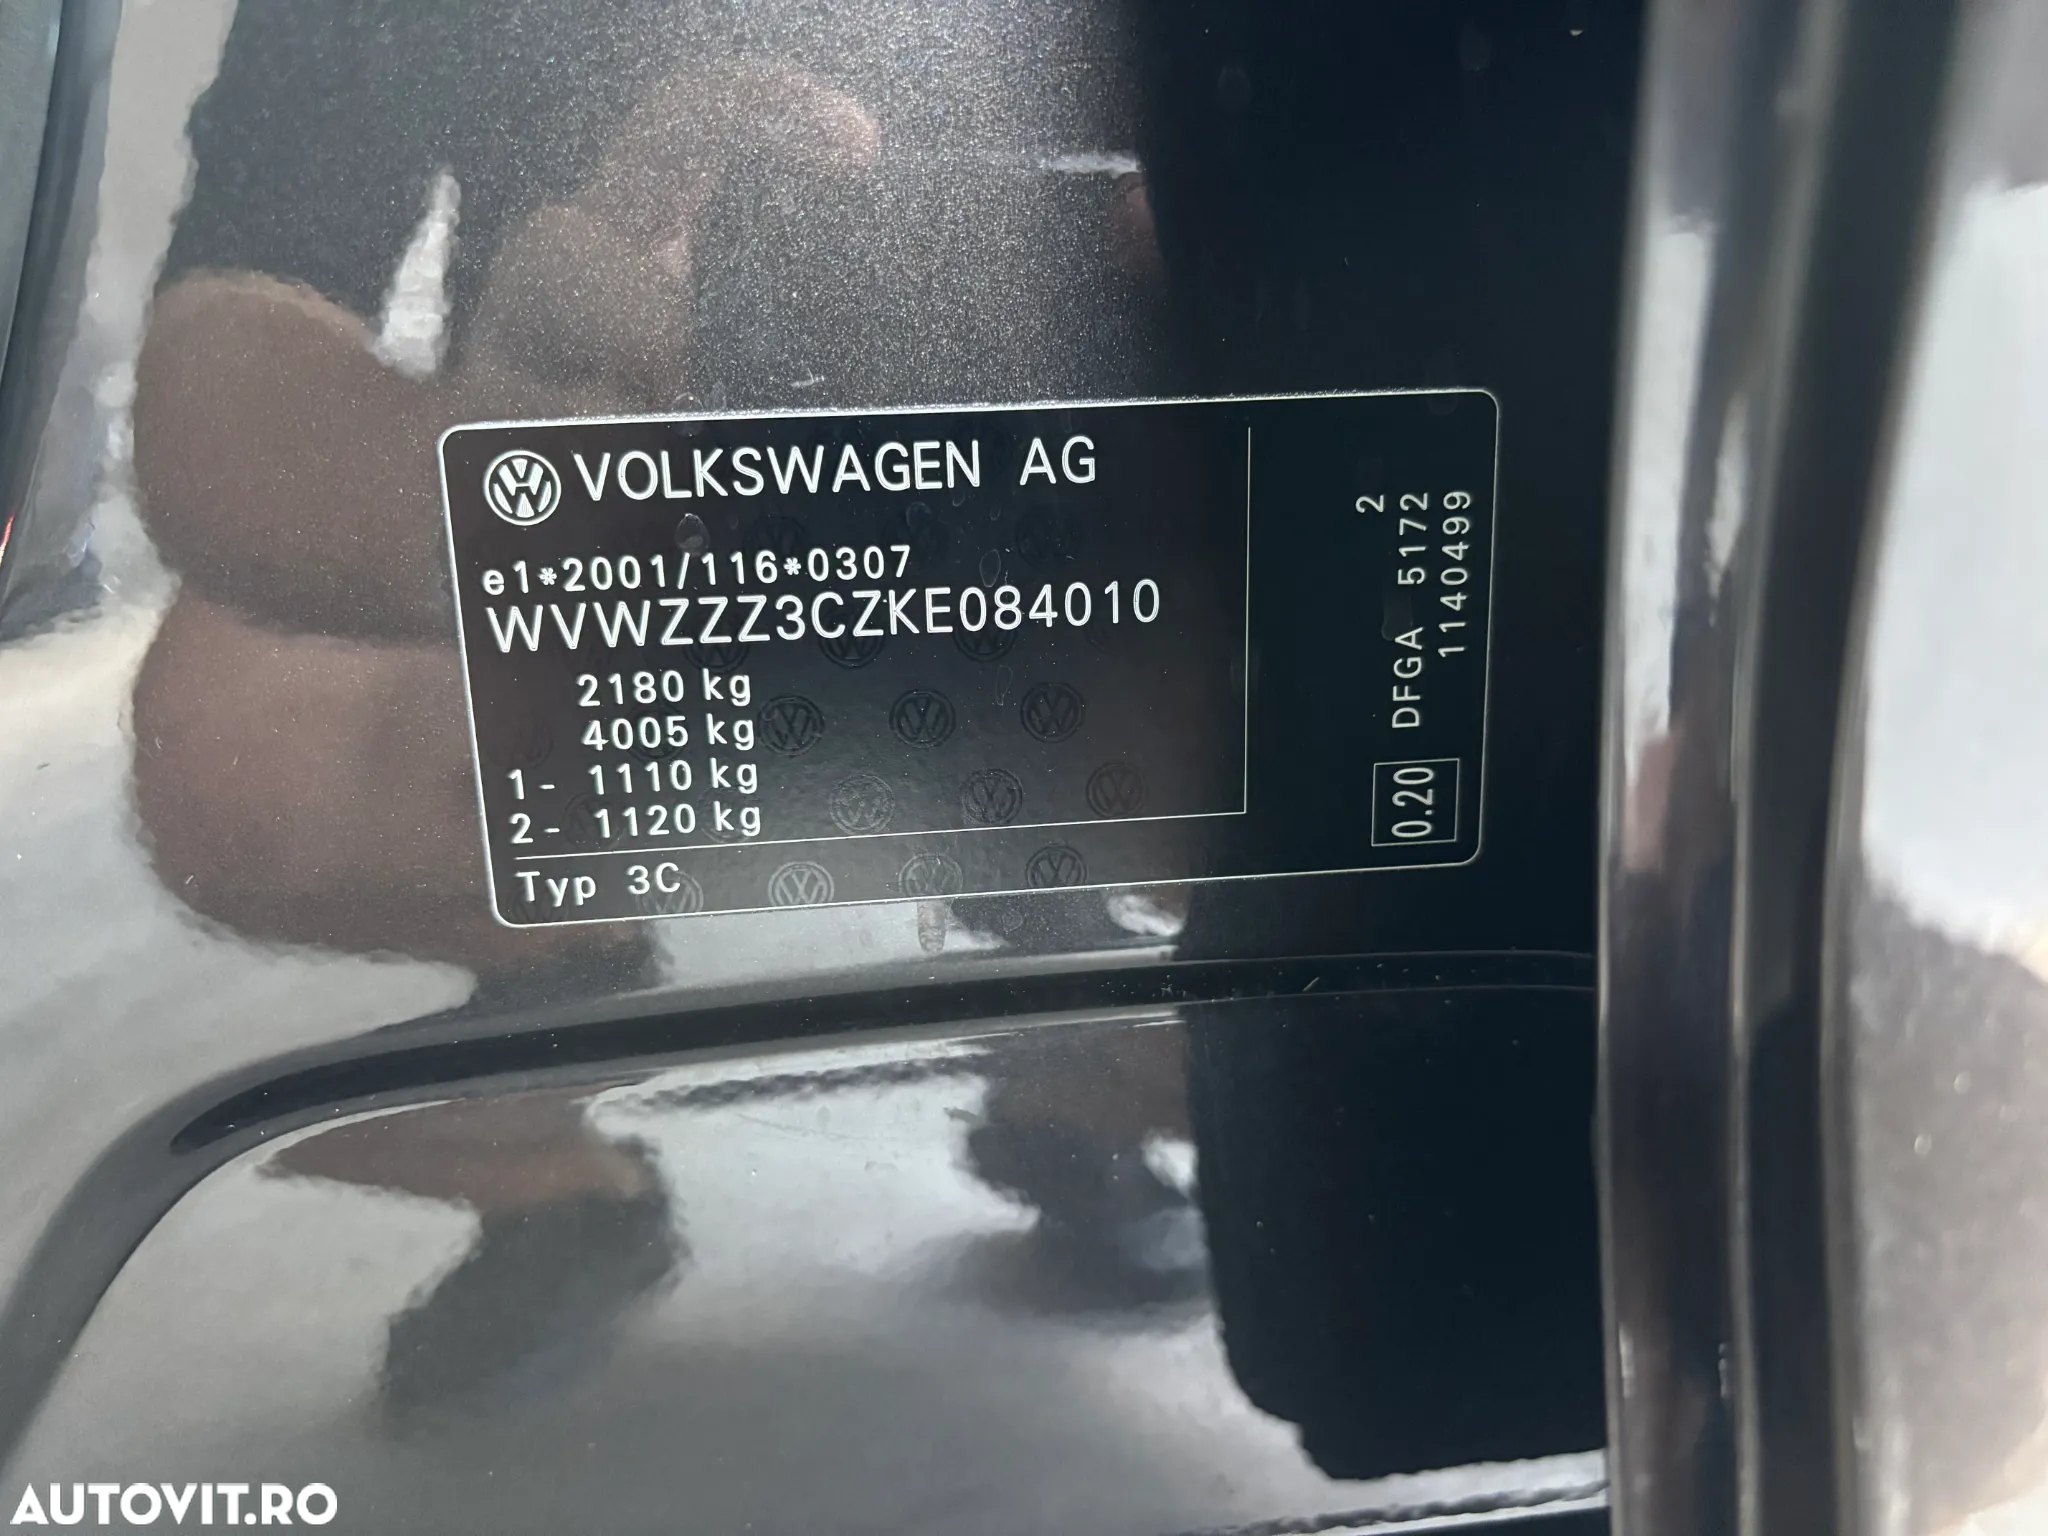 VOLKSWAGEN AG
e1*2001/116*0307
WVWZZZ3CZKE084010
2180 kg
4005 kg
1- 1110 kg
2- 1120 kg
Typ 3C
2
0.20 DFGA 5172
1140499
AUTOVIT.RO